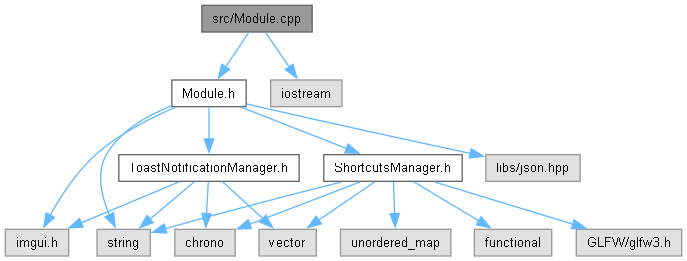 src/Module.cpp
Module.h
iostream
ToastNotificationManager.h
ShortcutsManager.h
libs/json.hpp
imgui.h
string
chrono
vector
unordered_map
functional
GLFW/glfw3.h